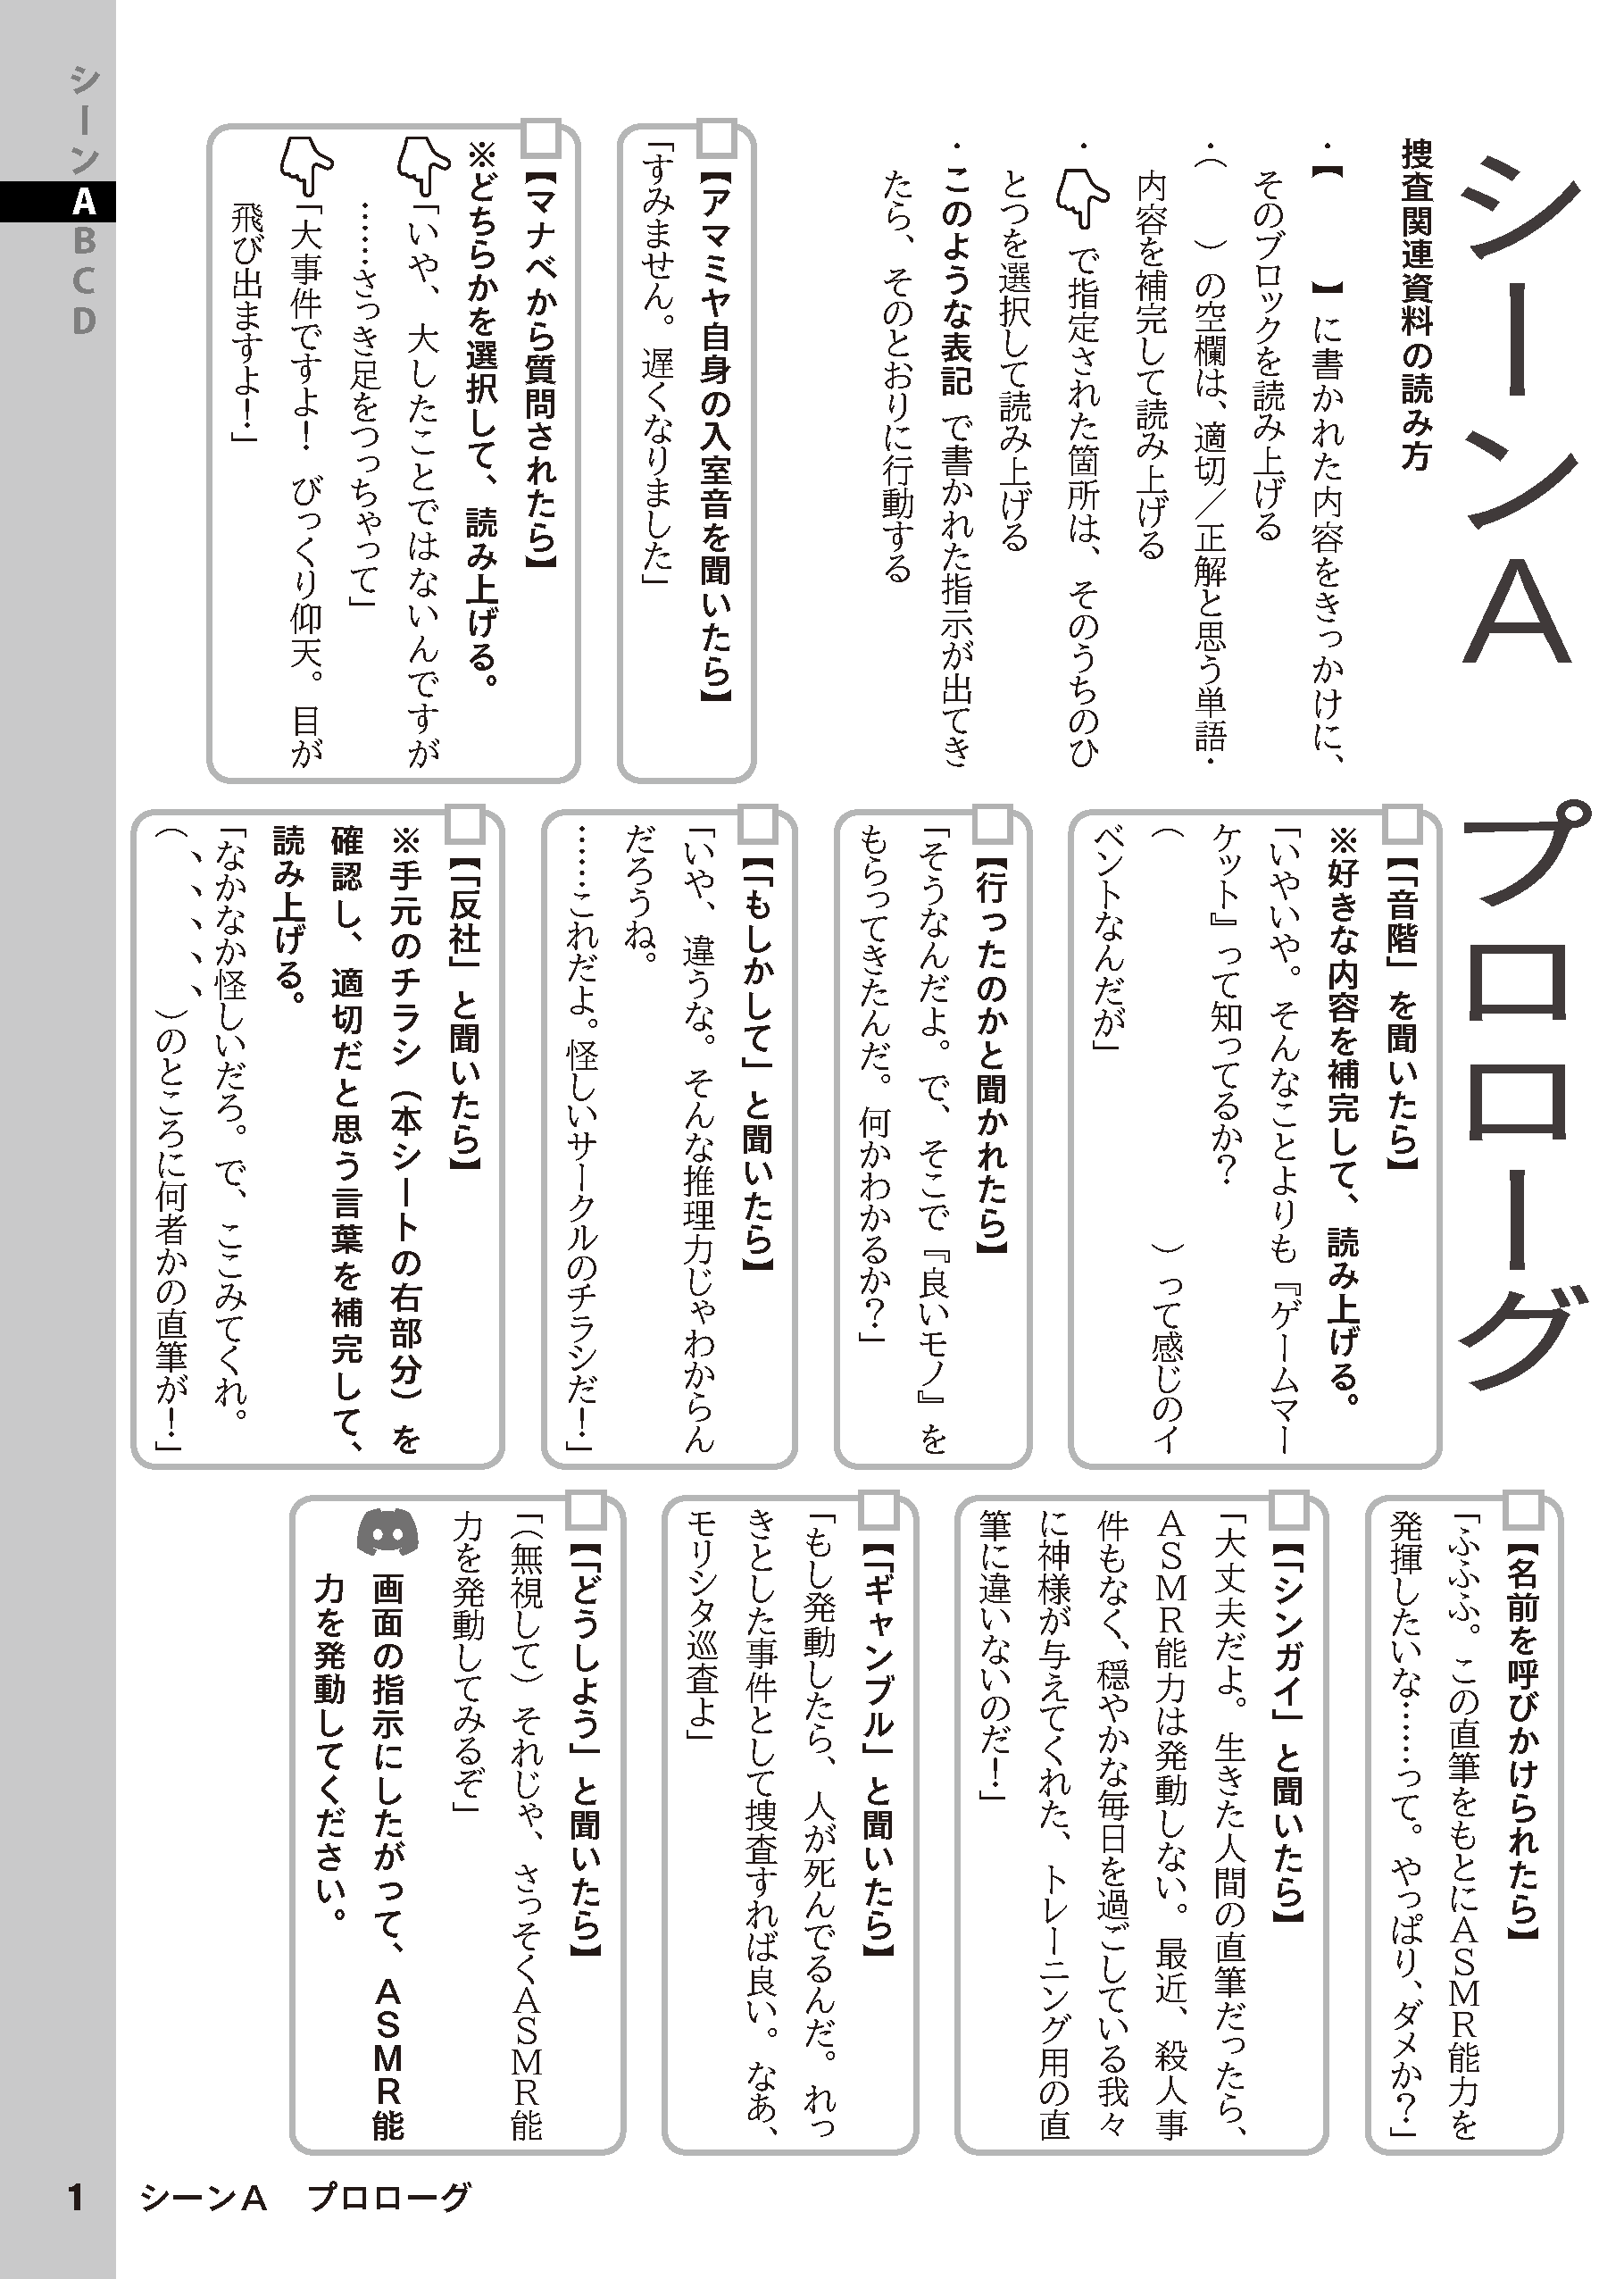 シーンA　プロローグ
捜査関連資料の読み方
・【　　　】に書かれた内容をきっかけに、
そのブロックを読み上げる
・（　　）の空欄は、適切／正解と思う単語・
内容を補完して読み上げる
・　で指定された箇所は、そのうちのひ
とつを選択して読み上げる
・このような表記 で書かれた指示が出てき
たら、そのとおりに行動する
【アマミヤ自身の入室音を聞いたら】
「すみません。遅くなりました」
【マナベから質問されたら】
※どちらかを選択して、読み上げる。
「いや、大したことではないんですが
……さっき足をつっちゃって」
「大事件ですよ！　びっくり仰天。目が
飛び出ますよ！」
【「音階」を聞いたら】
※好きな内容を補完して、読み上げる。
「いやいや。そんなことよりも『ゲームマー
ケット』って知ってるか？
（　　　　　　　　　　　　）って感じのイ
ベントなんだが」
【行ったのかと聞かれたら】
「そうなんだよ。で、そこで『良いモノ』を
もらってきたんだ。何かわかるか？」
【「もしかして」と聞いたら】
「いや、違うな。そんな推理力じゃわからん
だろうね。
……これだよ。怪しいサークルのチラシだ！」
【「反社」と聞いたら】
※手元のチラシ（本シートの右部分）を
確認し、適切だと思う言葉を補完して、
読み上げる。
「なかなか怪しいだろ。で、ここみてくれ。
（、、、、、）のところに何者かの直筆が！」
【名前を呼びかけられたら】
「ふふふ。この直筆をもとにＡＳＭＲ能力を
発揮したいな……って。やっぱり、ダメか？」
【「シンガイ」と聞いたら】
「大丈夫だよ。生きた人間の直筆だったら、
ＡＳＭＲ能力は発動しない。最近、殺人事
件もなく、穏やかな毎日を過ごしている我々
に神様が与えてくれた、トレーニング用の直
筆に違いないのだ！」
【「ギャンブル」と聞いたら】
「もし発動したら、人が死んでるんだ。れっ
きとした事件として捜査すれば良い。なあ、
モリシタ巡査よ」
【「どうしよう」と聞いたら】
「（無視して）それじゃ、さっそくＡＳＭＲ能
力を発動してみるぞ」
画面の指示にしたがって、ＡＳＭＲ能
力を発動してください。
シーン
A
B
C
D
1　シーンA　プロローグ